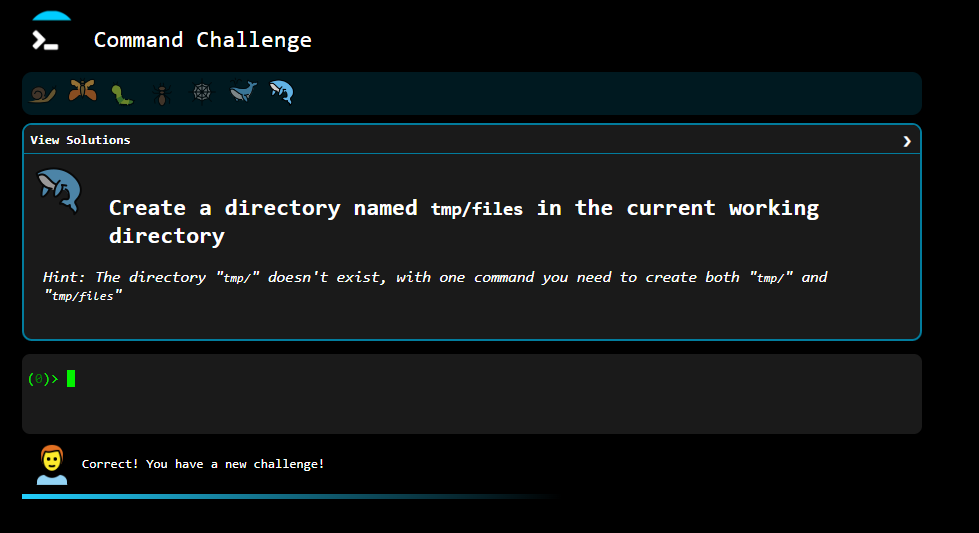 Command Challenge
View Solutions
Create a directory named tmp/files in the current working
directory
Hint: The directory "tmp/" doesn't exist, with one command you need to create both "tmp/" and
"tmp/files"
(0)>
Correct! You have a new challenge!